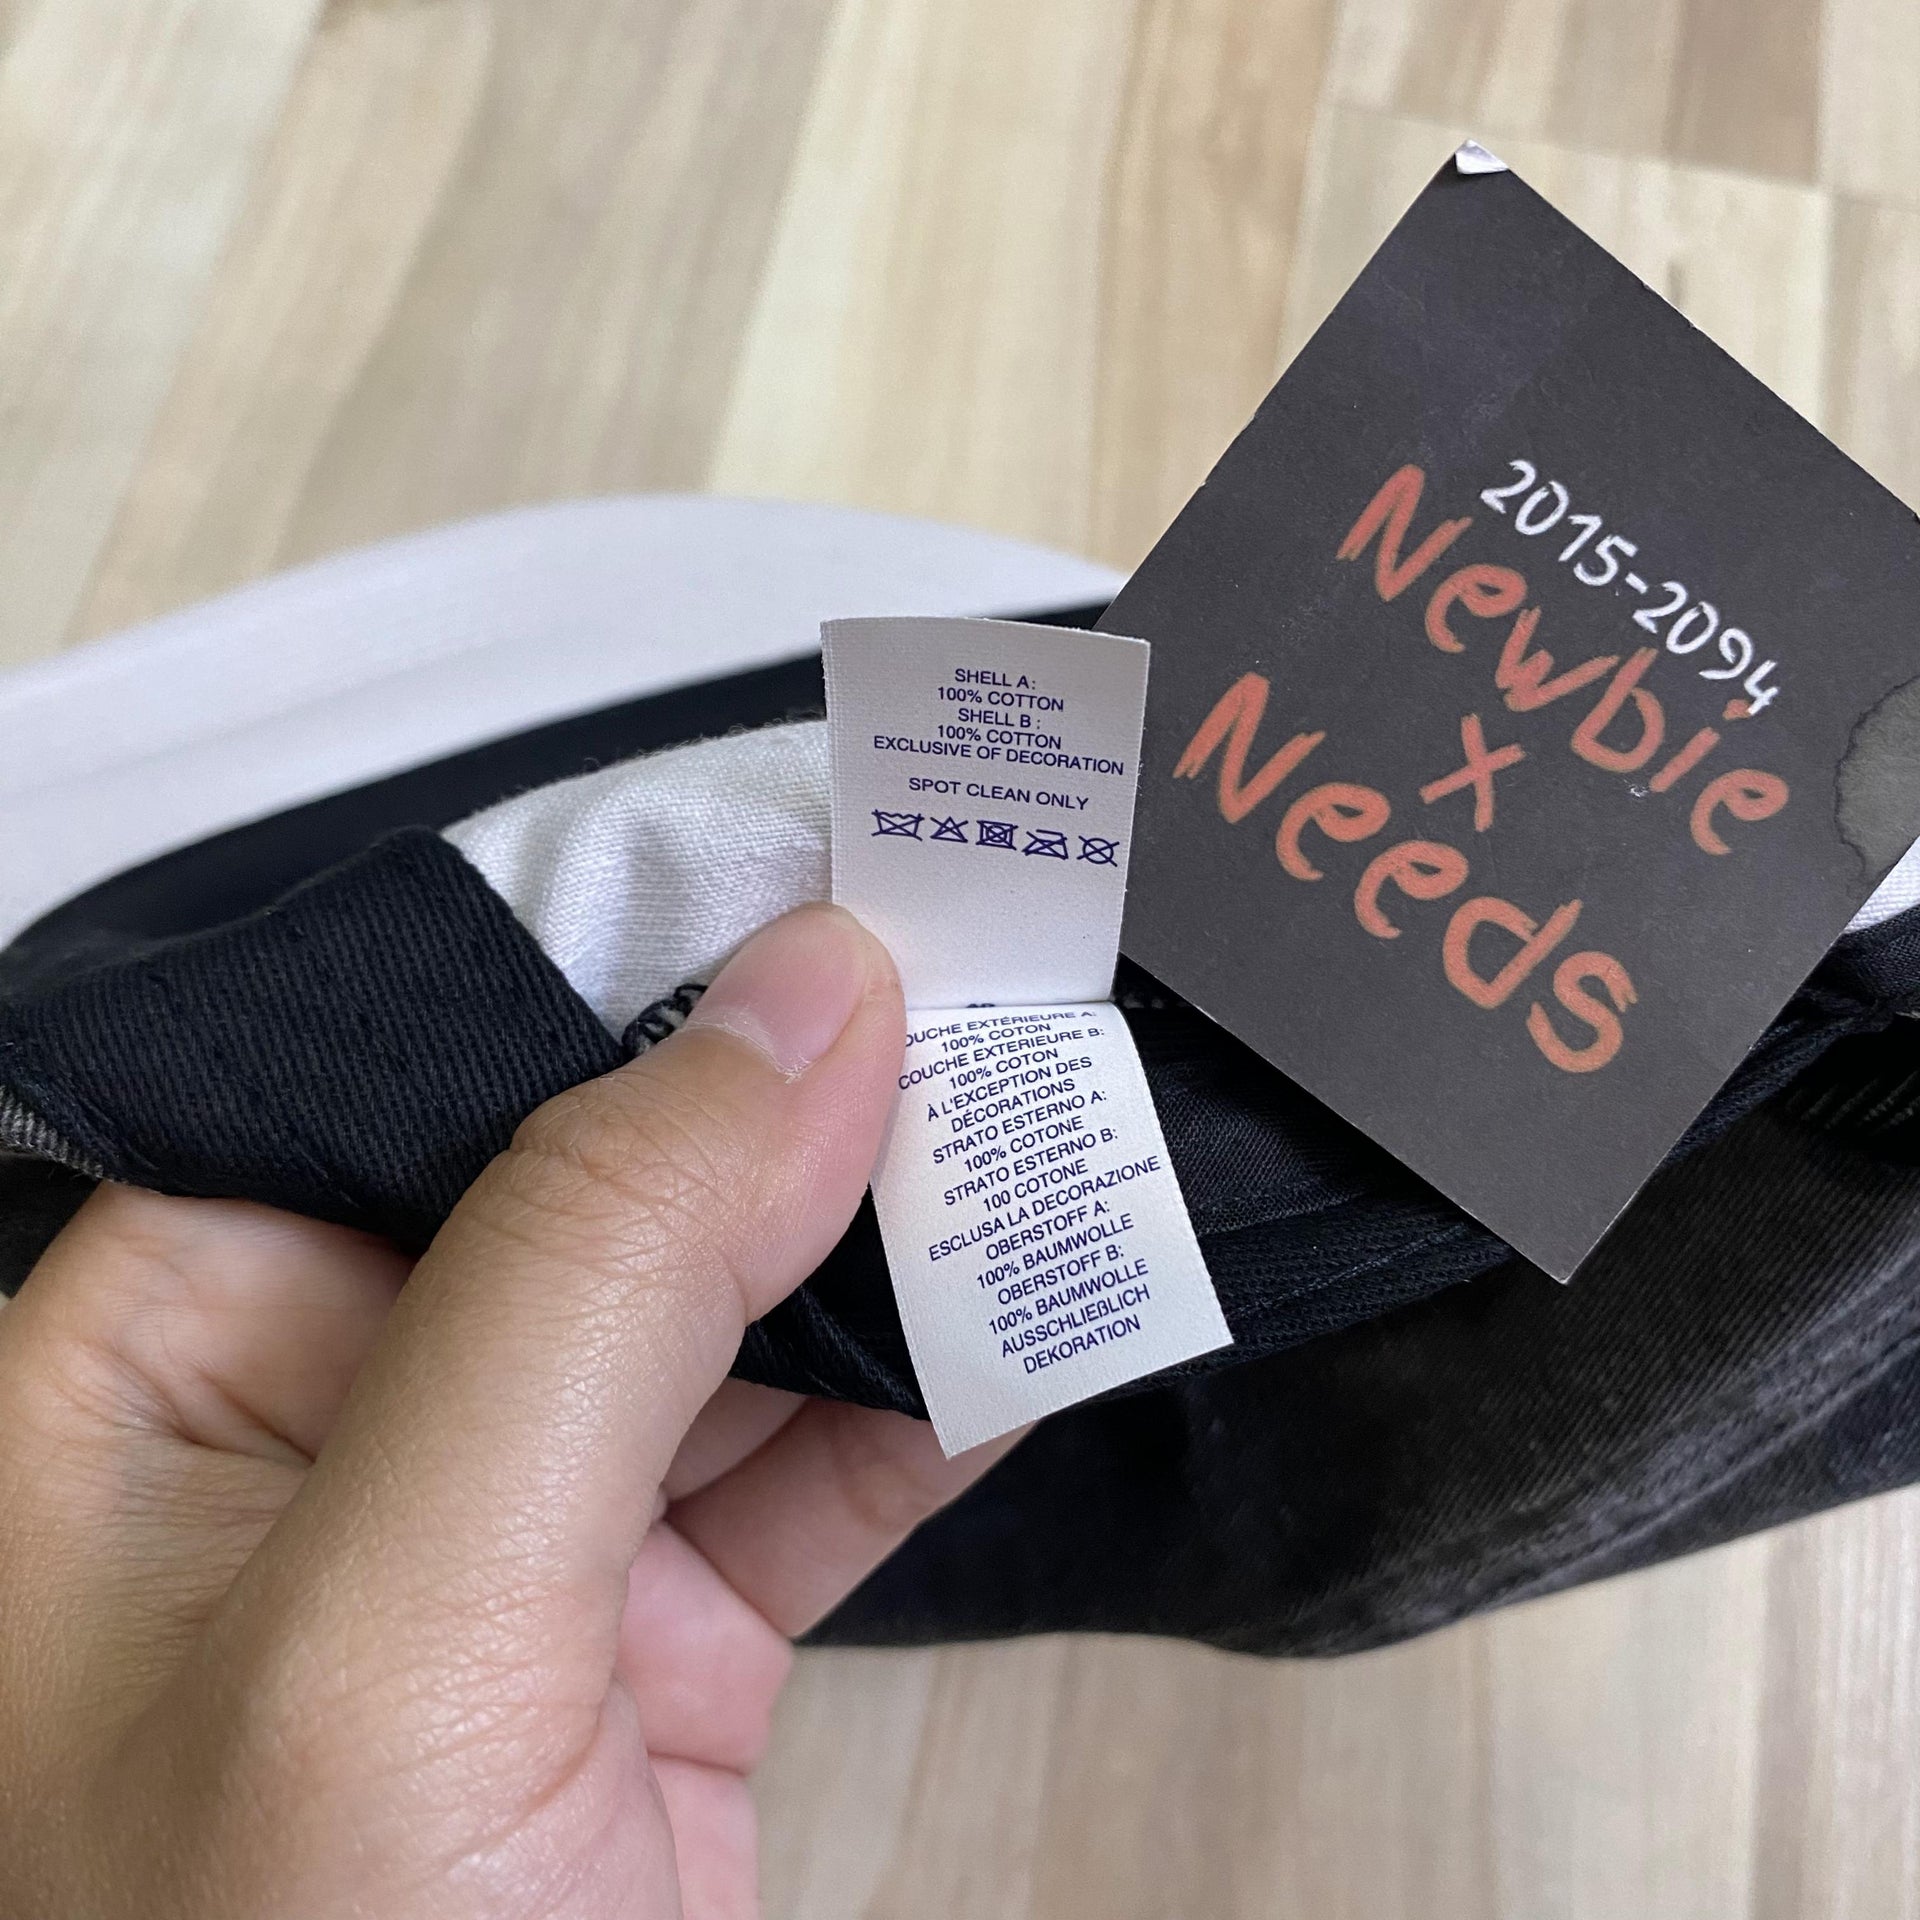 SHELL A:
100% COTTON
SHELL B :
100% COTTON
EXCLUSIVE OF DECORATION
SPOT CLEAN ONLY
EXTÉRIEURE A:
100% COTON
COUCHE EXTERIEURE B:
100% COTON
À L'EXCEPTION DES
DÉCORATIONS
STRATO ESTERNO A:
100% COTONE
STRATO ESTERNO B:
100 COTONE
ESCLUSA LA DECORAZIONE
OBERSTOFF A:
100% BAUMWOLLE
OBERSTOFF B:
100% BAUMWOLLE
AUSSCHLIEßLICH
DEKORATION
2015-2094
Newbie
x
Needs